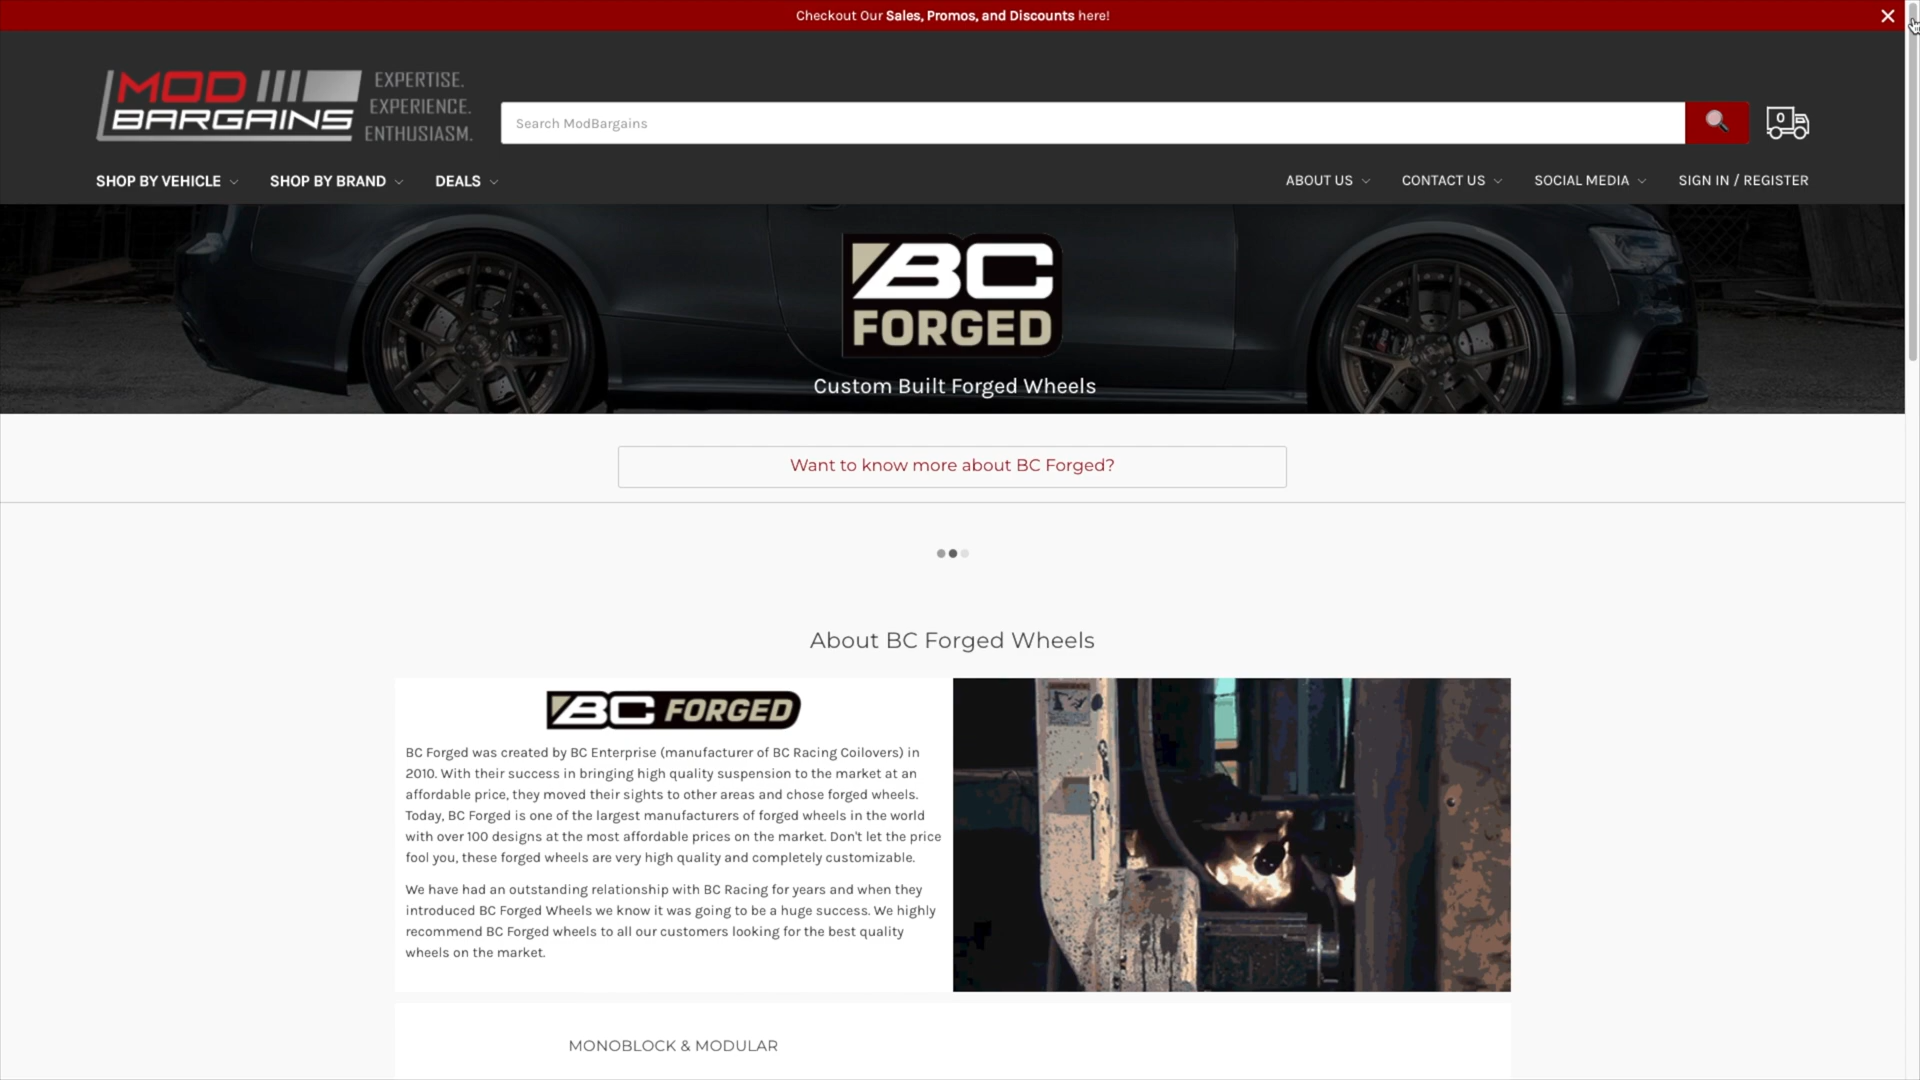 Checkout Our Sales, Promos, and Discounts here!
MOD
BARGAINS
EXPERTISE.
EXPERIENCE.
ENTHUSIASM.
Search ModBargains
0
SHOP BY VEHICLE
SHOP BY BRAND
DEALS
ABOUT US
CONTACT US
SOCIAL MEDIA
SIGN IN / REGISTER
BC
FORGED
Custom Built Forged Wheels
Want to know more about BC Forged?
About BC Forged Wheels
BC FORGED
BC Forged was created by BC Enterprise (manufacturer of BC Racing Coilovers) in
2010. With their success in bringing high quality suspension to the market at an
affordable price, they moved their sights to other areas and chose forged wheels.
Today, BC Forged is one of the largest manufacturers of forged wheels in the world
with over 100 designs at the most affordable prices on the market. Don't let the price
fool you, these forged wheels are very high quality and completely customizable.
We have had an outstanding relationship with BC Racing for years and when they
introduced BC Forged Wheels we know it was going to be a huge success. We highly
recommend BC Forged wheels to all our customers looking for the best quality
wheels on the market.
MONOBLOCK & MODULAR